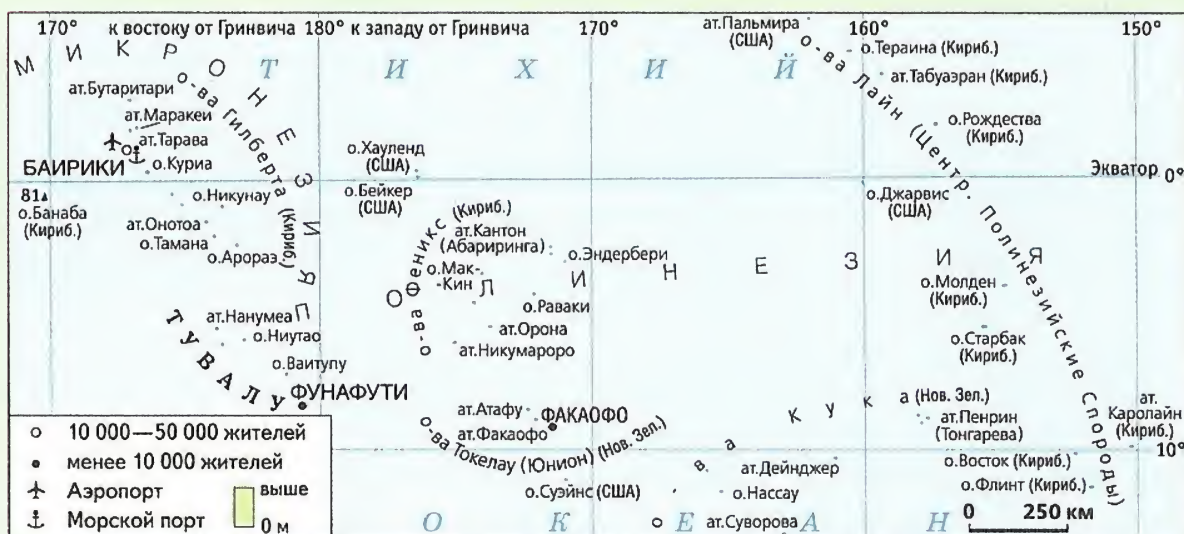 170° к востоку от Гринвича 180° к западу от Гринвича 170° 160° 150°
МИКРОНЕЗИЯ
ТИХИЙ
ат.Пальмира
(США)
о.Тераина (Кириб.)
ат.Табуаэран (Кириб.)
о-ва Лайн (Центр. Полинезийские Спороды)
ат.Бутаритари
о-ва Гилберта (Кириб.)
ат.Маракеи
ат.Тарава
БАИРИКИ
о.Куриа
о.Рождества
(Кириб.)
о.Хауленд
(США)
Экватор 0°
81
о.Банаба
(Кириб.)
о.Никунау
о.Бейкер
(США)
о.Джарвис
(США)
ат.Онотоа
о.Тамана
о.Арораэ
о-ва Феникс (Кириб.)
ат.Кантон
(Абариринга)
о.Эндербери
ПОЛИНЕЗИЯ
о.Мак-
-Кин
о.Раваки
о.Молден
(Кириб.)
ат.Нанумеа
о.Ниутао
ат.Орона
ат.Никумароро
о.Старбак
(Кириб.)
ТУВАЛУ
о.Ваитупу
ФУНАФУТИ
ат.Атафу
ФАКАОФО
ат.Факаофо
о-ва Токелау (Юнион) (Нов. Зел.)
о-ва Кука (Нов. Зел.)
ат.Пенрин
(Тонгарева)
ат.
Каролайн
(Кириб.)
10°
ат.Дейнджер
о.Восток (Кириб.)
о.Суэйнс (США)
о.Нассау
о.Флинт (Кириб.)
ат.Суворова
ОКЕАН
0 250 км
10 000—50 000 жителей
менее 10 000 жителей
Аэропорт
Морской порт
выше
0 м